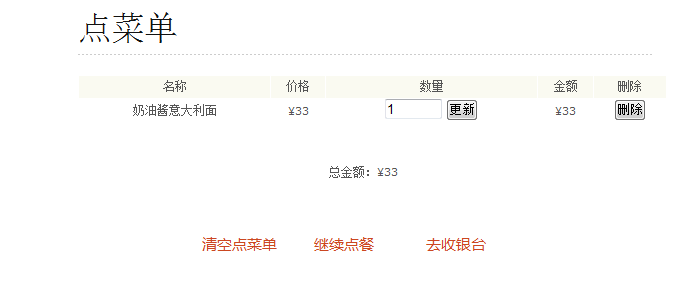 点菜单
名称 价格 数量 金额 删除
奶油酱意大利面 ¥33 1 更新 ¥33 删除
总金额：¥33
清空点菜单 继续点餐 去收银台